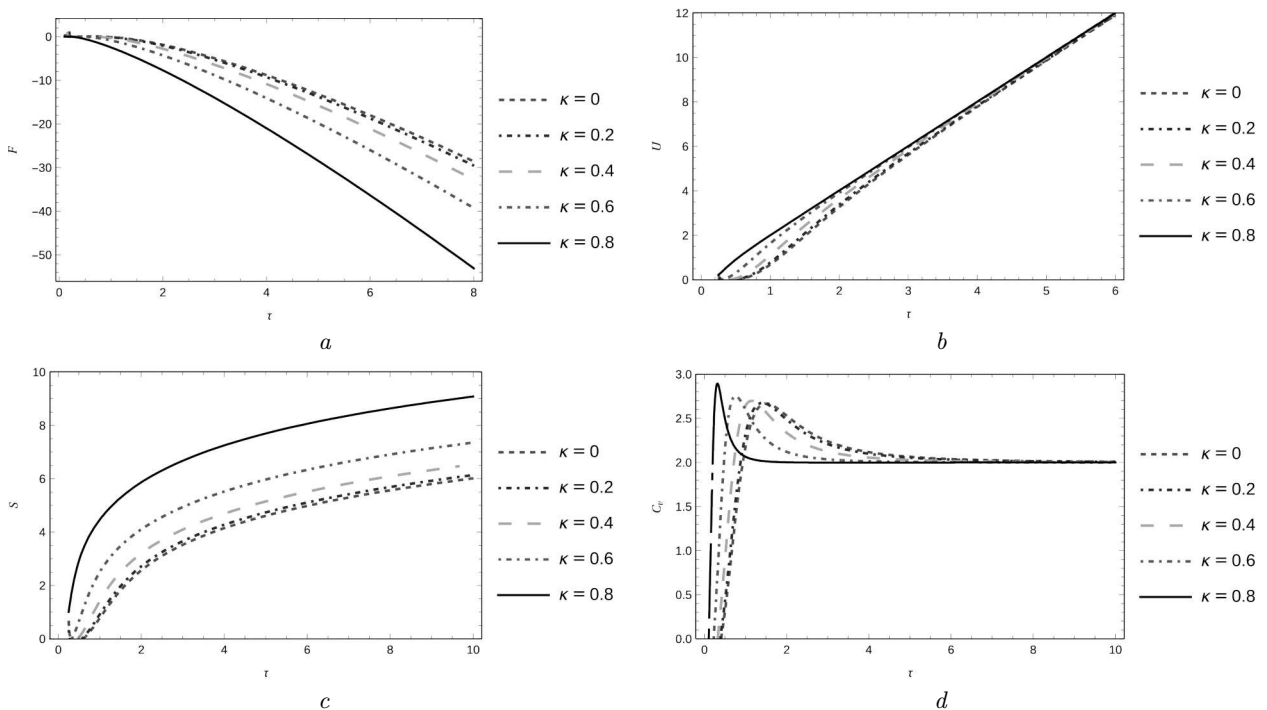 0
−10
−20
−30
−40
−50
F
0 2 4 6 8
τ
κ = 0
κ = 0.2
κ = 0.4
κ = 0.6
κ = 0.8
a
12
10
8
6
4
2
0
U
0 1 2 3 4 5 6
τ
κ = 0
κ = 0.2
κ = 0.4
κ = 0.6
κ = 0.8
b
10
8
6
4
2
0
S
0 2 4 6 8 10
τ
κ = 0
κ = 0.2
κ = 0.4
κ = 0.6
κ = 0.8
c
3.0
2.5
2.0
1.5
1.0
0.5
0.0
Cv
0 2 4 6 8 10
τ
κ = 0
κ = 0.2
κ = 0.4
κ = 0.6
κ = 0.8
d